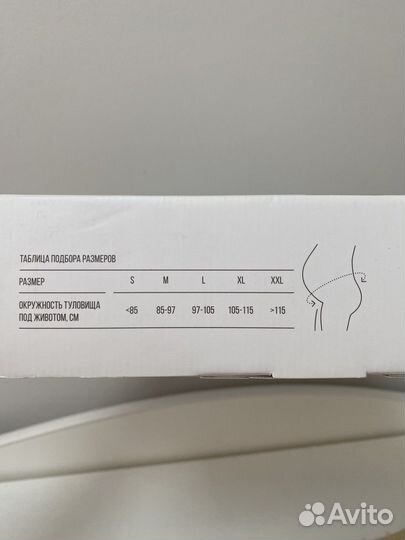 ТАБЛИЦА ПОДБОРА РАЗМЕРОВ
РАЗМЕР S M L XL XXL
ОКРУЖНОСТЬ ТУЛОВИЩА
ПОД ЖИВОТОМ, СМ <85 85-97 97-105 105-115 >115
Avito